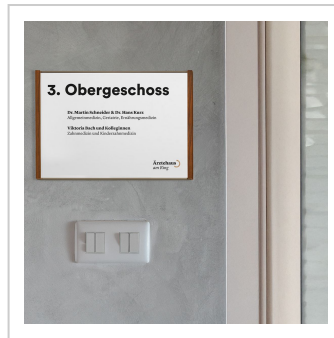 3. Obergeschoss
Dr. Martin Schneider & Dr. Hans Kurz
Allgemeinmedizin, Geriatrie, Ernährungsmedizin
Viktoria Bach und Kolleginnen
Zahnmedizin und Kinderzahnmedizin
Ärztehaus
am Ring